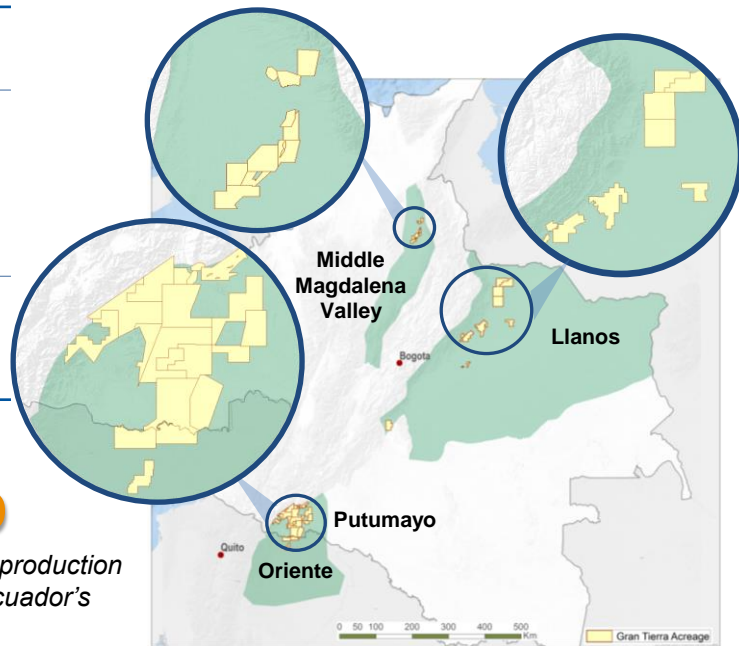 Middle
Magdalena
Valley
Llanos
Bogota
Putumayo
Quito
Oriente
production
cuador's
0 50 100 200 300 400 500
Km
Gran Tierra Acreage